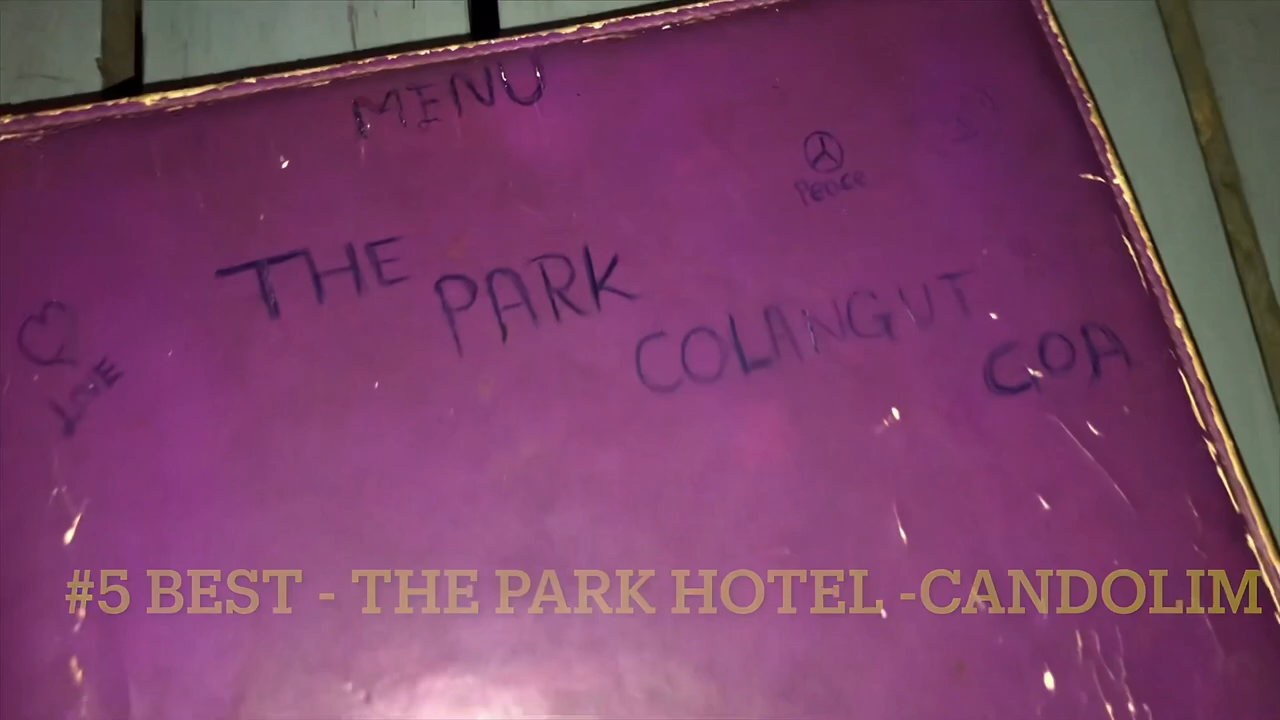 MENU
Peace
THE PARK COLANGUT GOA
LOVE
#5 BEST - THE PARK HOTEL -CANDOLIM